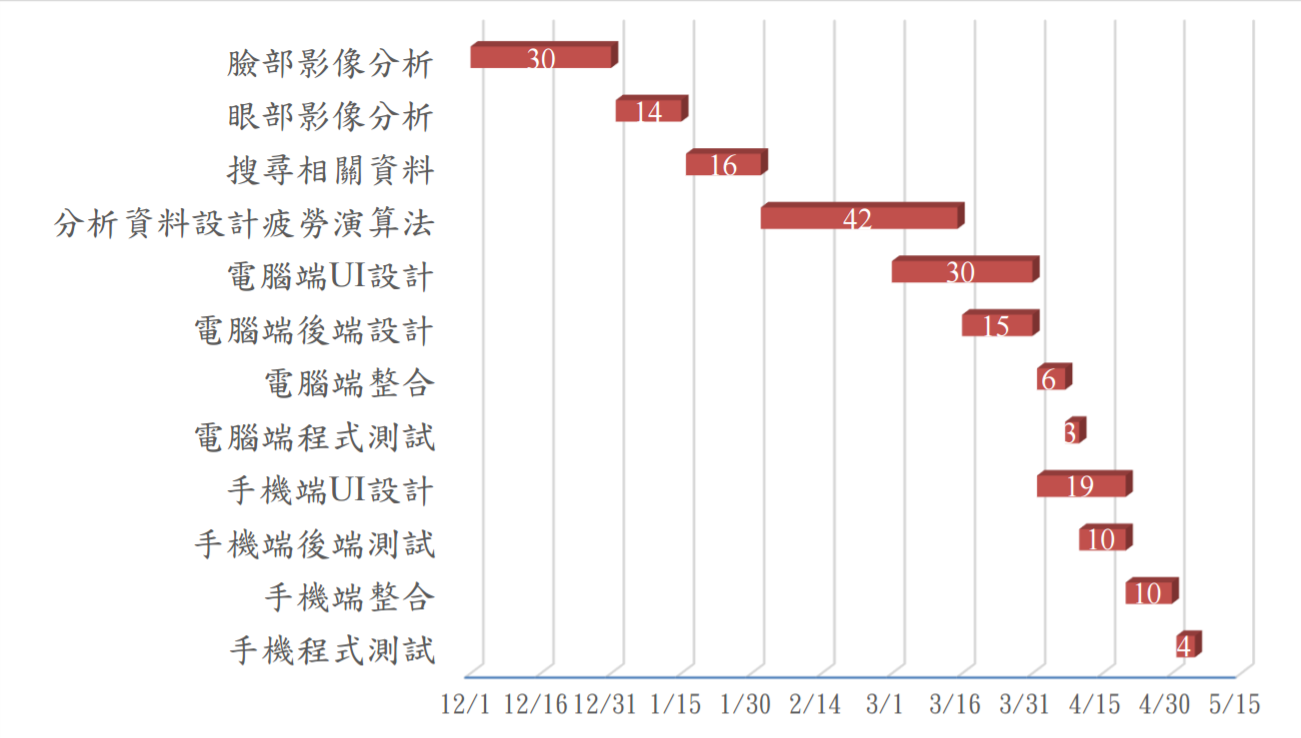 臉部影像分析 30
眼部影像分析 14
搜尋相關資料 16
分析資料設計疲勞演算法 42
電腦端UI設計 30
電腦端後端設計 15
電腦端整合 6
電腦端程式測試 3
手機端UI設計 19
手機端後端測試 10
手機端整合 10
手機程式測試 4
12/1 12/16 12/31 1/15 1/30 2/14 3/1 3/16 3/31 4/15 4/30 5/15